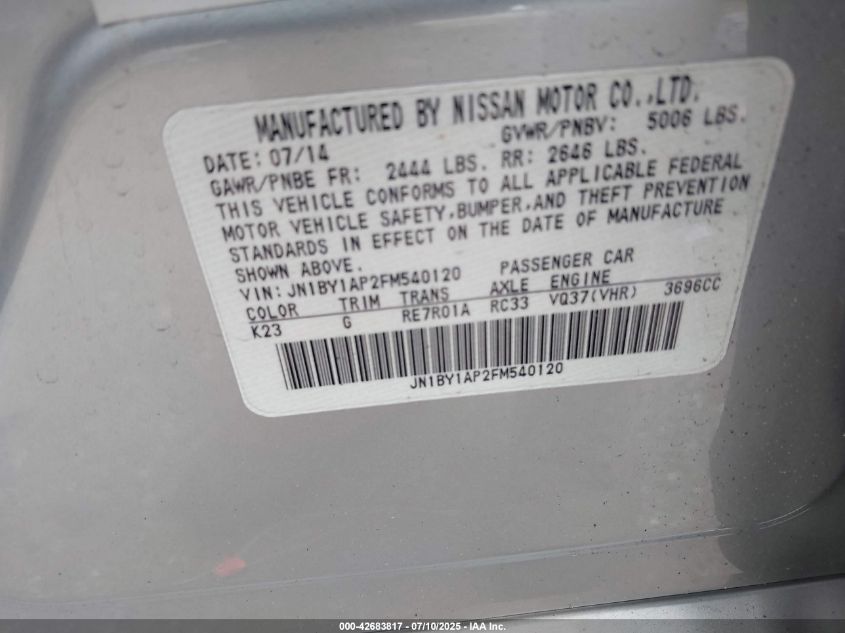 MANUFACTURED BY NISSAN MOTOR CO.,LTD.
DATE: 07/14 GVWR/PNBV: 5006 LBS.
GAWR/PNBE FR: 2444 LBS. RR: 2646 LBS.
THIS VEHICLE CONFORMS TO ALL APPLICABLE FEDERAL
MOTOR VEHICLE SAFETY,BUMPER,AND THEFT PREVENTION
STANDARDS IN EFFECT ON THE DATE OF MANUFACTURE
SHOWN ABOVE.
VIN: JN1BY1AP2FM540120 PASSENGER CAR
COLOR TRIM TRANS AXLE ENGINE
K23 G RE7R01A RC33 VQ37(VHR) 3696CC
JN1BY1AP2FM540120
000-42683817 - 07/10/2025 - IAA Inc.